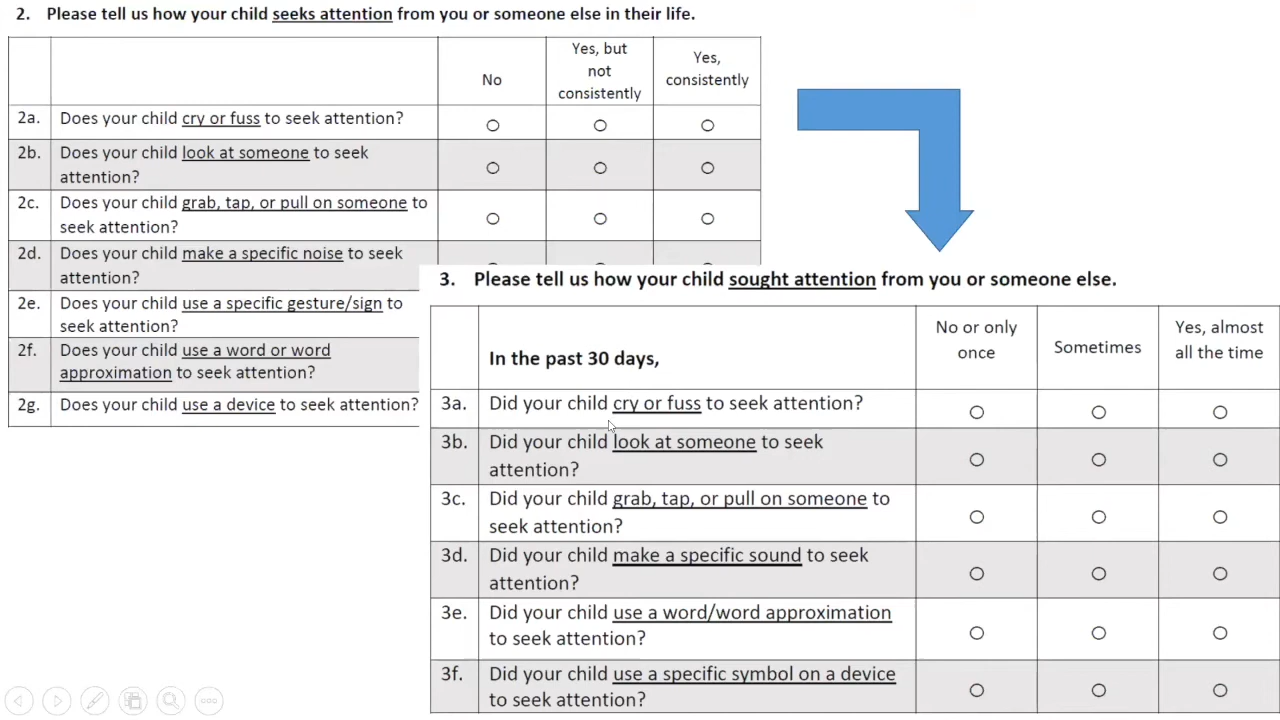 2. Please tell us how your child seeks attention from you or someone else in their life.
No
Yes, but
not
consistently
Yes,
consistently
2a. Does your child cry or fuss to seek attention?
2b. Does your child look at someone to seek
attention?
2c. Does your child grab, tap, or pull on someone to
seek attention?
2d. Does your child make a specific noise to seek
attention?
2e. Does your child use a specific gesture/sign to
seek attention?
2f. Does your child use a word or word
approximation to seek attention?
2g. Does your child use a device to seek attention?
3. Please tell us how your child sought attention from you or someone else.
In the past 30 days,
No or only
once
Sometimes
Yes, almost
all the time
3a. Did your child cry or fuss to seek attention?
3b. Did your child look at someone to seek
attention?
3c. Did your child grab, tap, or pull on someone to
seek attention?
3d. Did your child make a specific sound to seek
attention?
3e. Did your child use a word/word approximation
to seek attention?
3f. Did your child use a specific symbol on a device
to seek attention?